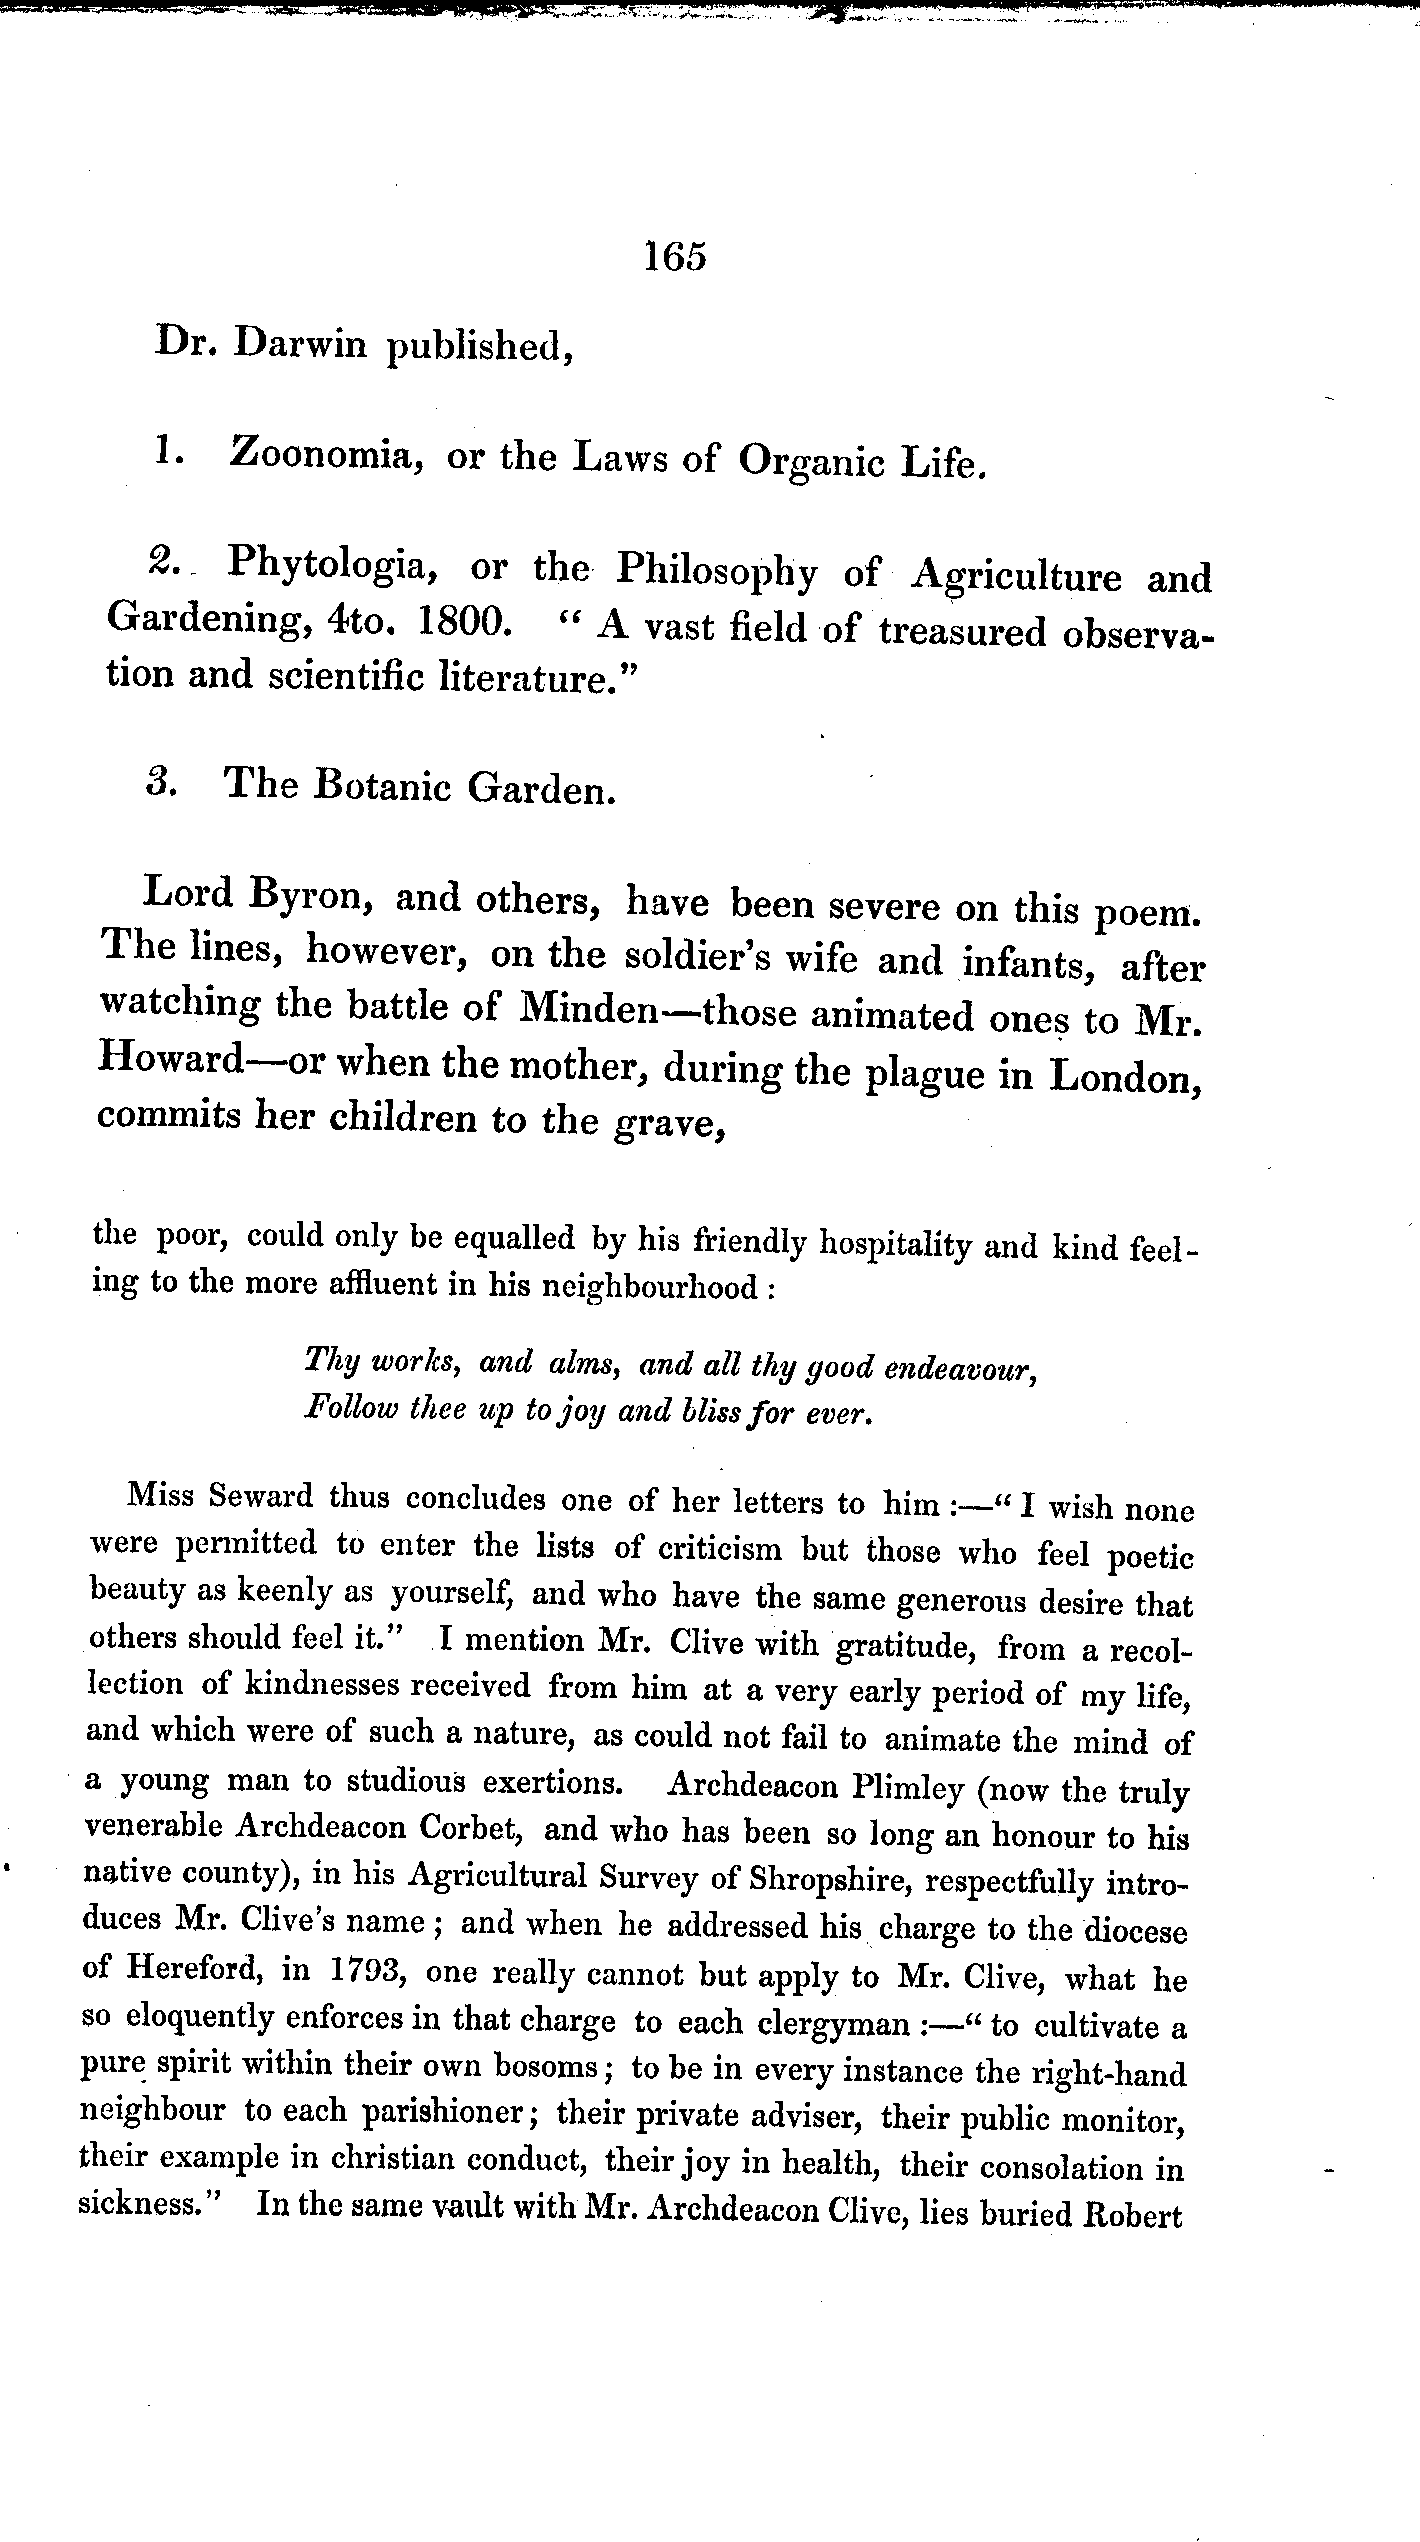 165
Dr. Darwin published,
1. Zoonomia, or the Laws of Organic Life.
2. Phytologia, or the Philosophy of Agriculture and
Gardening, 4to. 1800. “ A vast field of treasured observa-
tion and scientific literature.”
3. The Botanic Garden.
Lord Byron, and others, have been severe on this poem.
The lines, however, on the soldier’s wife and infants, after
watching the battle of Minden—those animated ones to Mr.
Howard—or when the mother, during the plague in London,
commits her children to the grave,
the poor, could only be equalled by his friendly hospitality and kind feel-
ing to the more affluent in his neighbourhood :
Thy works, and alms, and all thy good endeavour,
Follow thee up to joy and bliss for ever.
Miss Seward thus concludes one of her letters to him :—“ I wish none
were permitted to enter the lists of criticism but those who feel poetic
beauty as keenly as yourself, and who have the same generous desire that
others should feel it.” I mention Mr. Clive with gratitude, from a recol-
lection of kindnesses received from him at a very early period of my life,
and which were of such a nature, as could not fail to animate the mind of
a young man to studious exertions. Archdeacon Plimley (now the truly
venerable Archdeacon Corbet, and who has been so long an honour to his
native county), in his Agricultural Survey of Shropshire, respectfully intro-
duces Mr. Clive’s name ; and when he addressed his charge to the diocese
of Hereford, in 1793, one really cannot but apply to Mr. Clive, what he
so eloquently enforces in that charge to each clergyman :—“ to cultivate a
pure spirit within their own bosoms ; to be in every instance the right-hand
neighbour to each parishioner ; their private adviser, their public monitor,
their example in christian conduct, their joy in health, their consolation in
sickness.” In the same vault with Mr. Archdeacon Clive, lies buried Robert